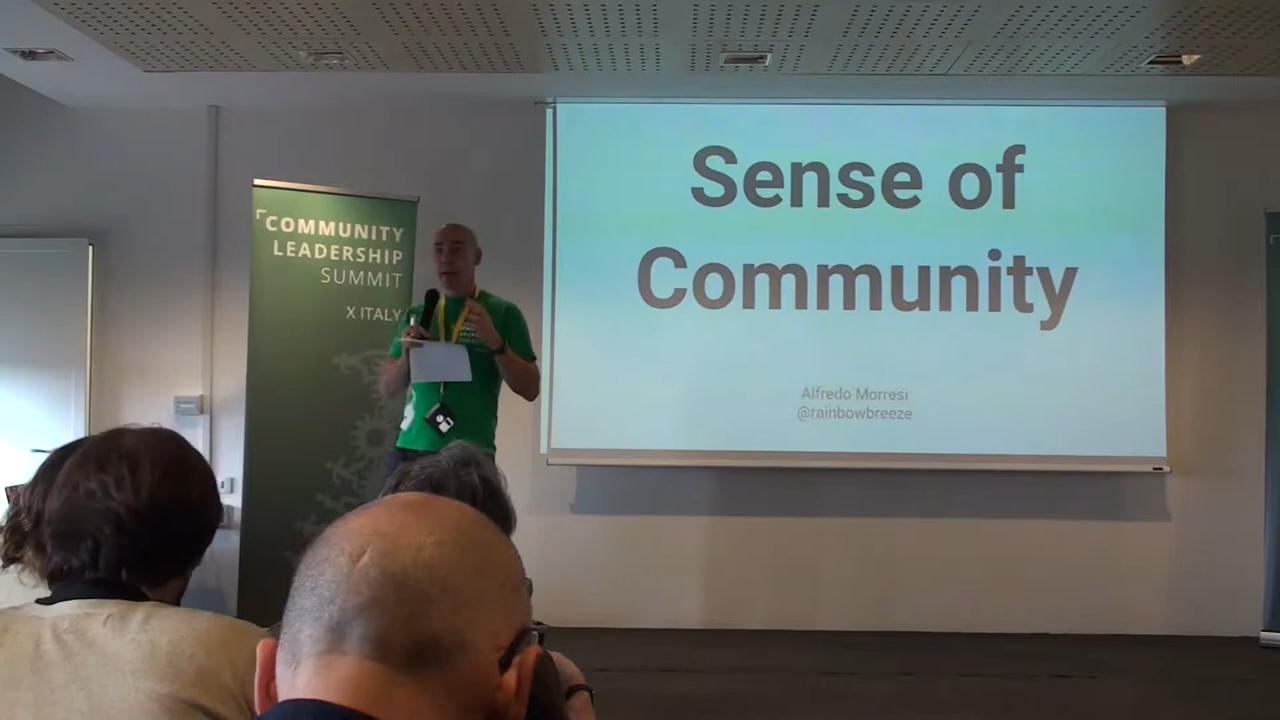 COMMUNITY
LEADERSHIP
SUMMIT
X ITALY
Sense of
Community
Alfredo Morresi
@rainbowbreeze